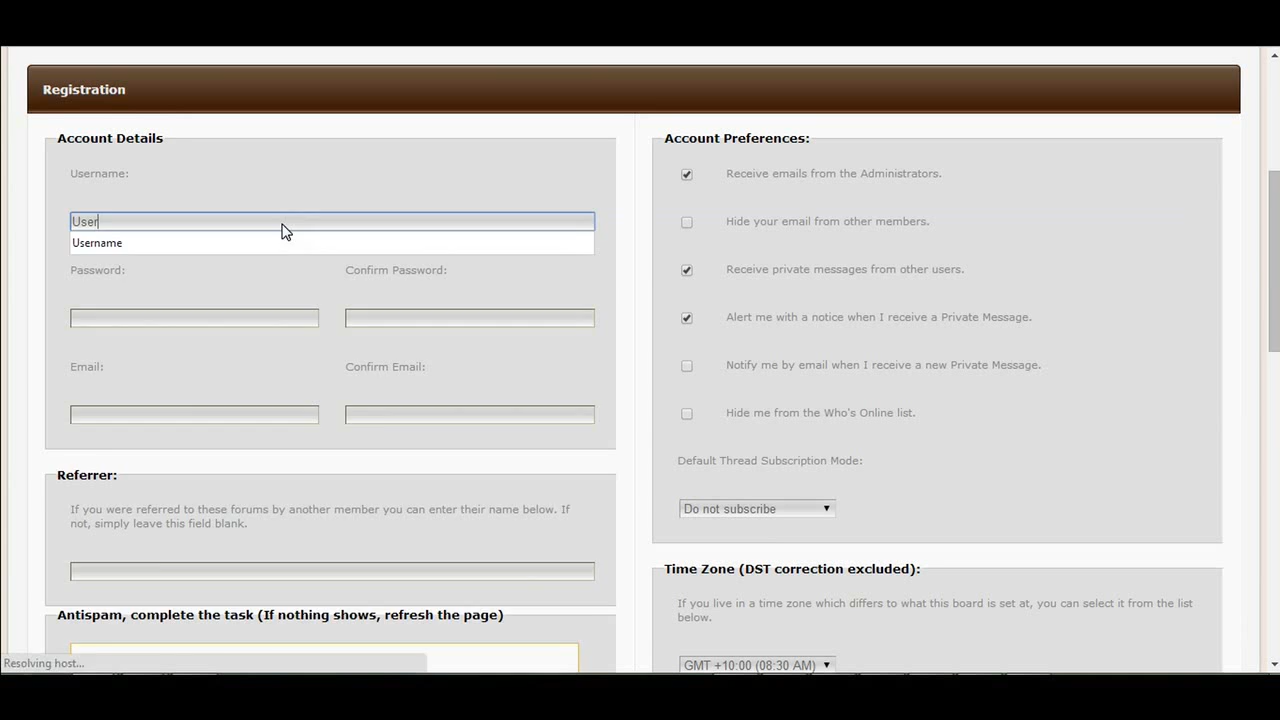 Registration
Account Details
Username:
User
Username
Password:
Confirm Password:
Email:
Confirm Email:
Referrer:
If you were referred to these forums by another member you can enter their name below. If
not, simply leave this field blank.
Antispam, complete the task (If nothing shows, refresh the page)
Resolving host...
Account Preferences:
Receive emails from the Administrators.
Hide your email from other members.
Receive private messages from other users.
Alert me with a notice when I receive a Private Message.
Notify me by email when I receive a new Private Message.
Hide me from the Who's Online list.
Default Thread Subscription Mode:
Do not subscribe
Time Zone (DST correction excluded):
If you live in a time zone which differs to what this board is set at, you can select it from the list
below.
GMT +10:00 (08:30 AM)